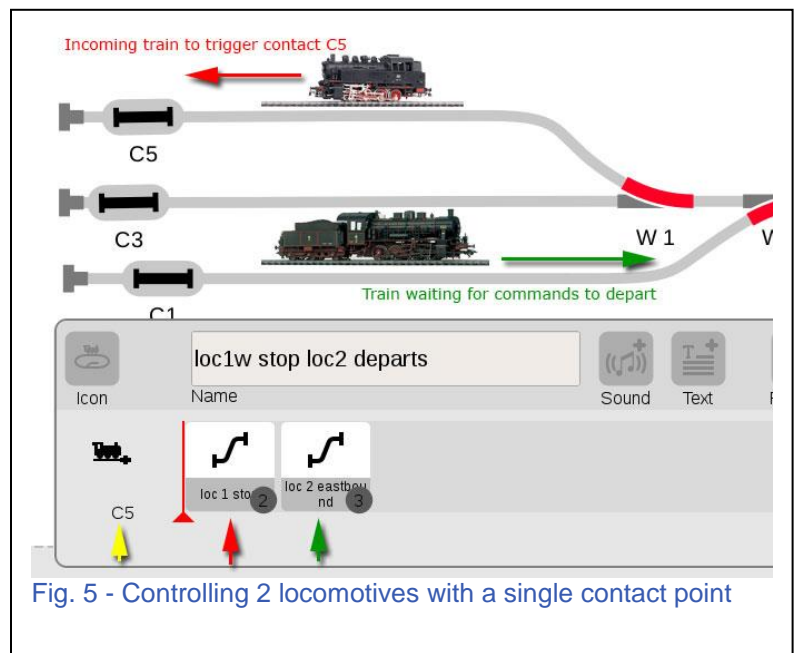 Incoming train to trigger contact C5
C5
C3
W 1
Train waiting for commands to depart
C1
loc1w stop loc2 departs
Icon
Name
Sound
Text
loc 1 sto
2
loc 2 eastbou
nd
3
C5
Fig. 5 - Controlling 2 locomotives with a single contact point